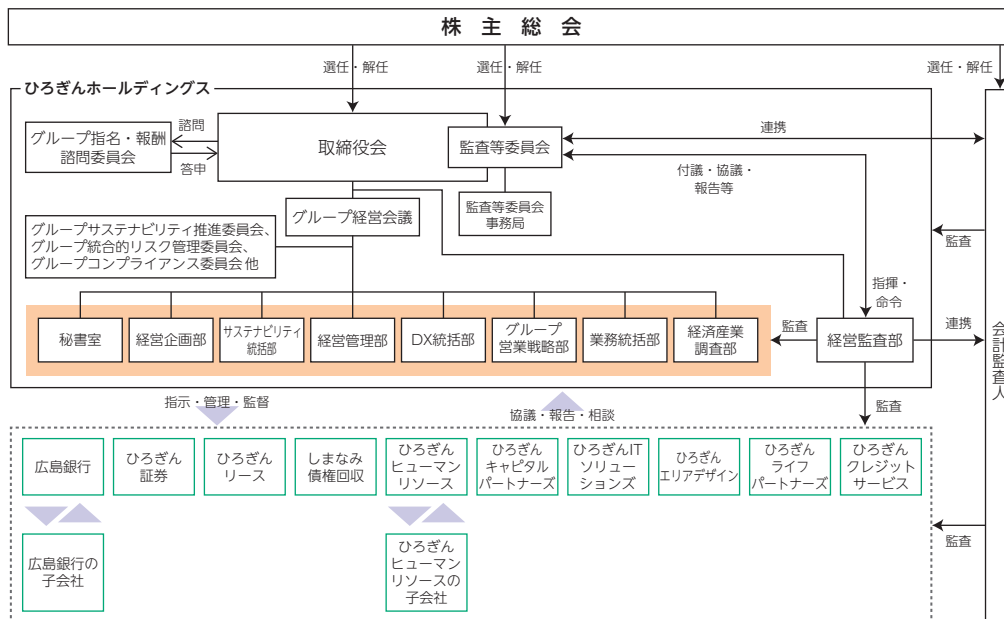 株主総会
選任・解任
選任・解任
選任・解任
ひろぎんホールディングス
グループ指名・報酬
諮問委員会
諮問
答申
取締役会
監査等委員会
連携
付議・協議・
報告等
グループ経営会議
監査等委員会
事務局
グループサステナビリティ推進委員会、
グループ統合的リスク管理委員会、
グループコンプライアンス委員会 他
監査
指揮・
命令
秘書室
経営企画部
サステナビリティ
統括部
経営管理部
DX統括部
グループ
営業戦略部
業務統括部
経済産業
調査部
監査
経営監査部
連携
会計監査人
指示・管理・監督
協議・報告・相談
監査
広島銀行
ひろぎん
証券
ひろぎん
リース
しまなみ
債権回収
ひろぎん
ヒューマン
リソース
ひろぎん
キャピタル
パートナーズ
ひろぎんIT
ソリュー
ションズ
ひろぎん
エリアデザイン
ひろぎん
ライフ
パートナーズ
ひろぎん
クレジット
サービス
監査
広島銀行の
子会社
ひろぎん
ヒューマン
リソースの
子会社